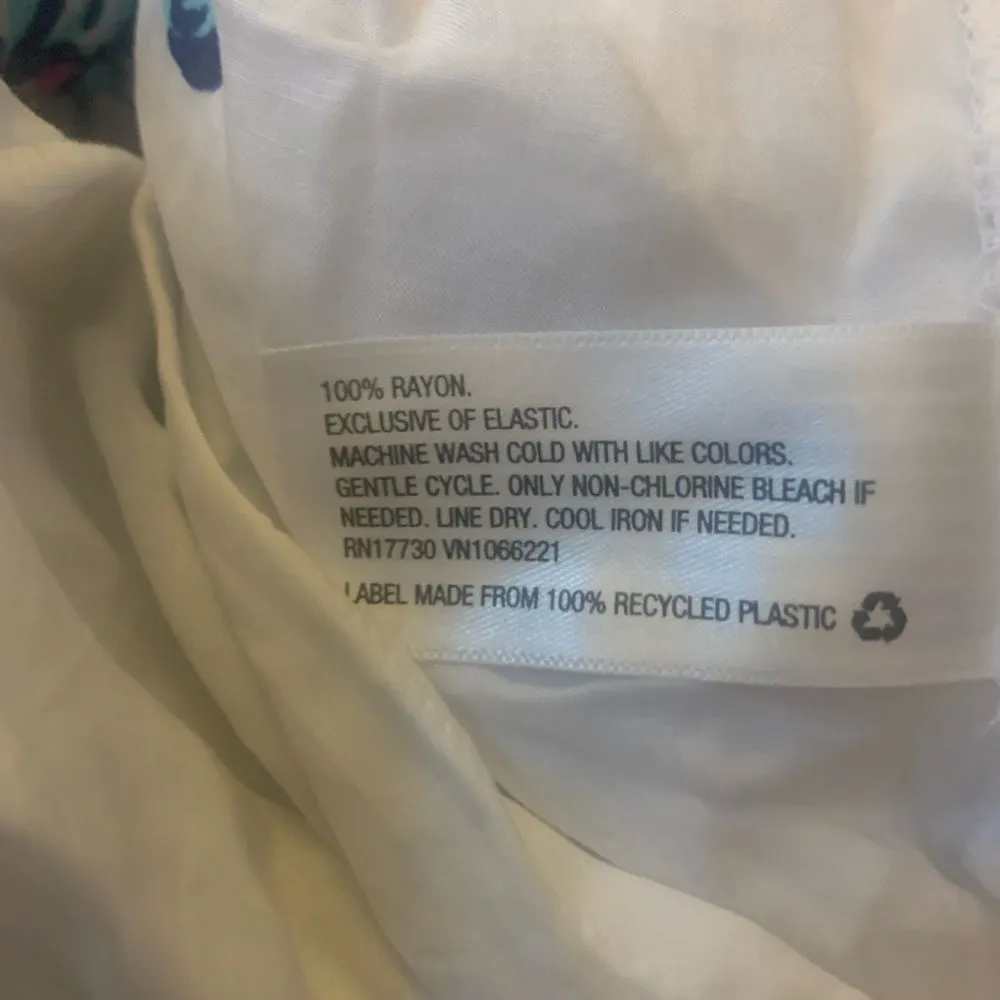 100% RAYON.
EXCLUSIVE OF ELASTIC.
MACHINE WASH COLD WITH LIKE COLORS.
GENTLE CYCLE. ONLY NON-CHLORINE BLEACH IF
NEEDED. LINE DRY. COOL IRON IF NEEDED.
RN17730 VN1066221
LABEL MADE FROM 100% RECYCLED PLASTIC